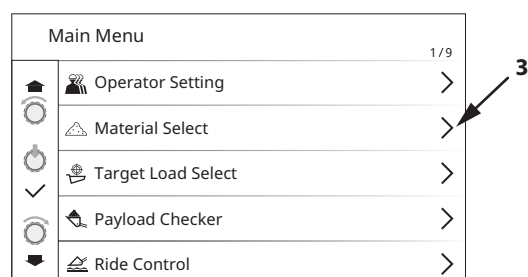 Main Menu
1/9
Operator Setting
3
Material Select
Target Load Select
Payload Checker
Ride Control